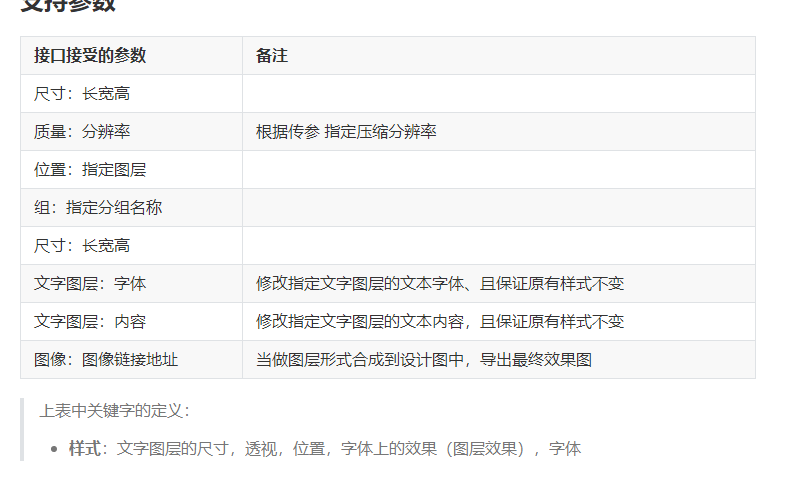 支持参数
接口接受的参数 备注
尺寸：长宽高
质量：分辨率 根据传参 指定压缩分辨率
位置：指定图层
组：指定分组名称
尺寸：长宽高
文字图层：字体 修改指定文字图层的文本字体、且保证原有样式不变
文字图层：内容 修改指定文字图层的文本内容，且保证原有样式不变
图像：图像链接地址 当做图层形式合成到设计图中，导出最终效果图
上表中关键字的定义：
• 样式：文字图层的尺寸，透视，位置，字体上的效果（图层效果），字体